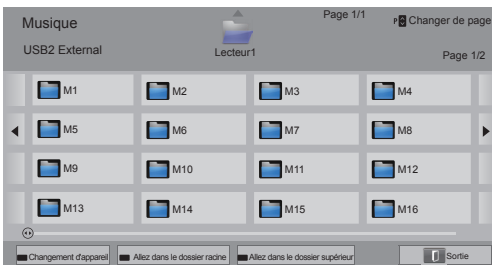 Musique
Page 1/1
P Changer de page
USB2 External
Lecteur1
Page 1/2
M1 M2 M3 M4
M5 M6 M7 M8
M9 M10 M11 M12
M13 M14 M15 M16
Changement d'appareil Allez dans le dossier racine Allez dans le dossier supérieur Sortie